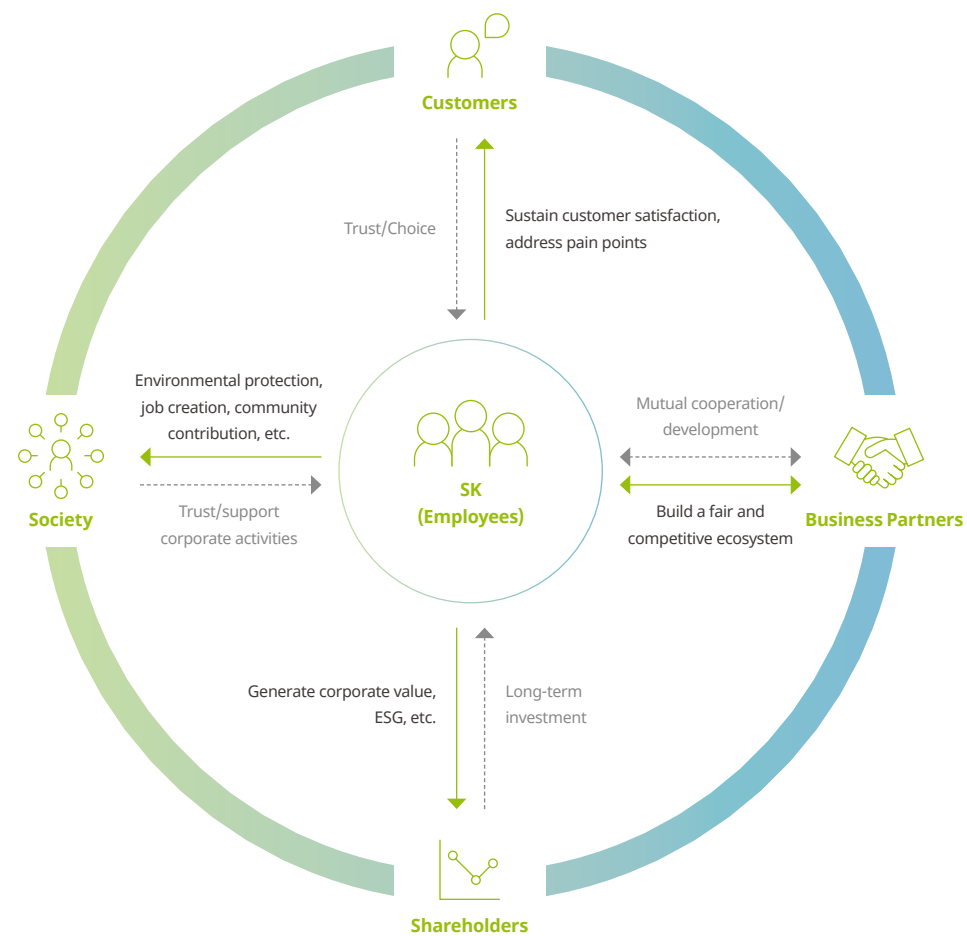 Customers
Trust/Choice
Sustain customer satisfaction,
address pain points
Environmental protection,
job creation, community
contribution, etc.
Mutual cooperation/
development
Society
Trust/support
corporate activities
SK
(Employees)
Build a fair and
competitive ecosystem
Business Partners
Generate corporate value,
ESG, etc.
Long-term
investment
Shareholders